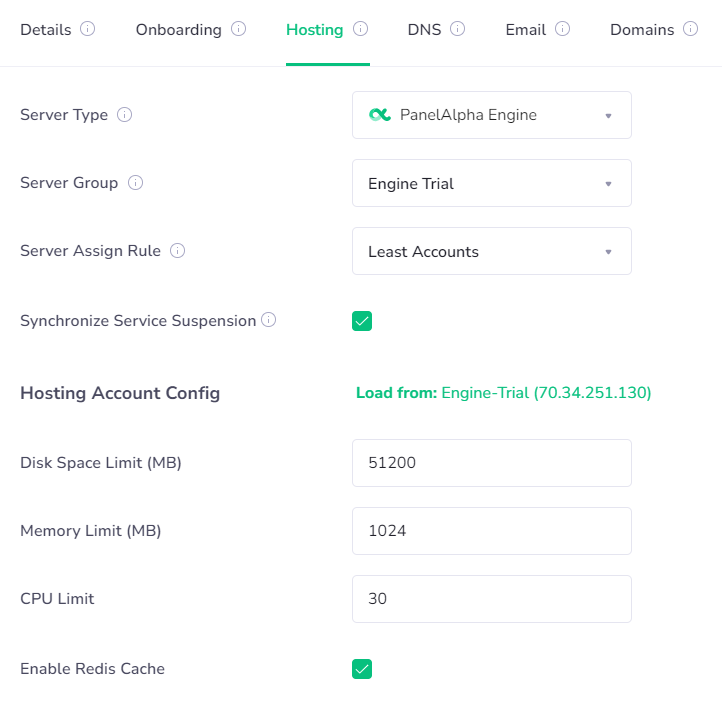 Details Onboarding Hosting DNS Email Domains
Server Type PanelAlpha Engine
Server Group Engine Trial
Server Assign Rule Least Accounts
Synchronize Service Suspension
Hosting Account Config Load from: Engine-Trial (70.34.251.130)
Disk Space Limit (MB) 51200
Memory Limit (MB) 1024
CPU Limit 30
Enable Redis Cache